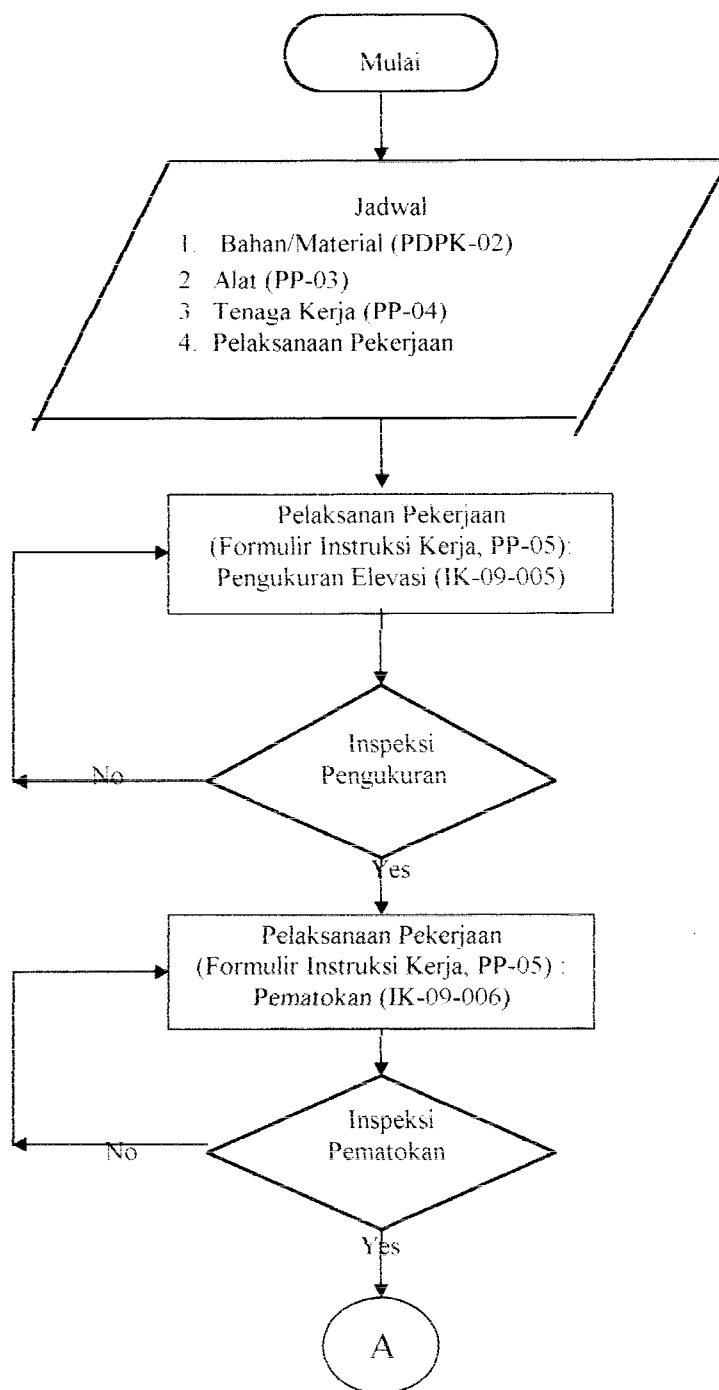 Mulai
Jadwal
1. Bahan/Material (PDPK-02)
2 Alat (PP-03)
3 Tenaga Kerja (PP-04)
4. Pelaksanaan Pekerjaan
Pelaksanan Pekerjaan
(Formulir Instruksi Kerja, PP-05):
Pengukuran Elevasi (IK-09-005)
Inspeksi
Pengukuran
No
Yes
Pelaksanaan Pekerjaan
(Formulir Instruksi Kerja, PP-05) :
Pematokan (IK-09-006)
Inspeksi
Pematokan
No
Yes
A